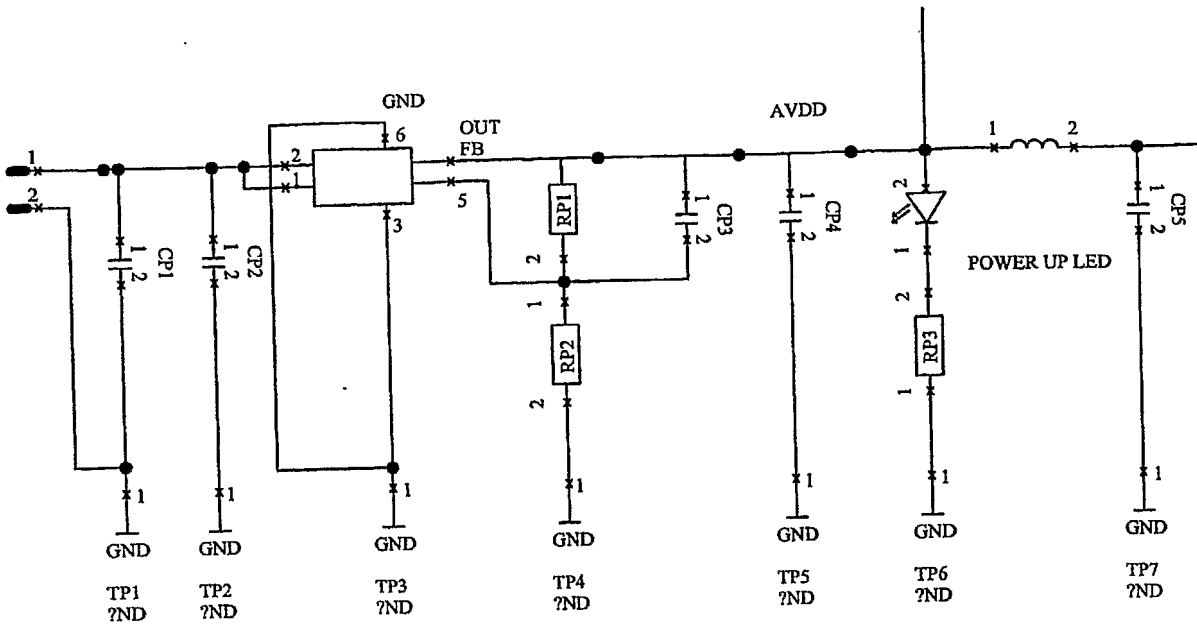 GND
6
OUT
FB
5
AVDD
1
2
1
2
2
1
3
1
2
CP1
1
2
CP2
RP1
2
1
2
CP3
1
2
CP4
2
1
POWER UP LED
1
2
CP5
1
RP2
2
2
RP3
1
1
1
1
1
1
1
1
GND
GND
GND
GND
GND
GND
GND
TP1
?ND
TP2
?ND
TP3
?ND
TP4
?ND
TP5
?ND
TP6
?ND
TP7
?ND